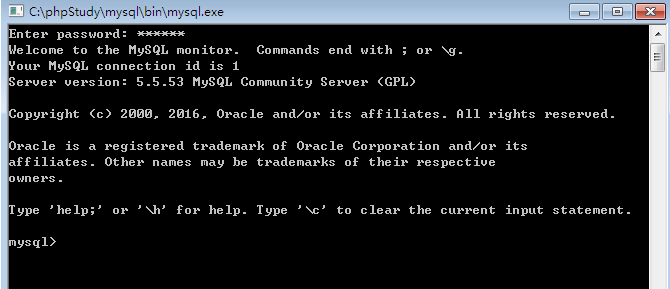 C:\phpStudy\mysql\bin\mysql.exe
Enter password: ******
Welcome to the MySQL monitor.  Commands end with ; or \g.
Your MySQL connection id is 1
Server version: 5.5.53 MySQL Community Server (GPL)
Copyright (c) 2000, 2016, Oracle and/or its affiliates. All rights reserved.
Oracle is a registered trademark of Oracle Corporation and/or its
affiliates. Other names may be trademarks of their respective
owners.
Type 'help;' or '\h' for help. Type '\c' to clear the current input statement.
mysql>